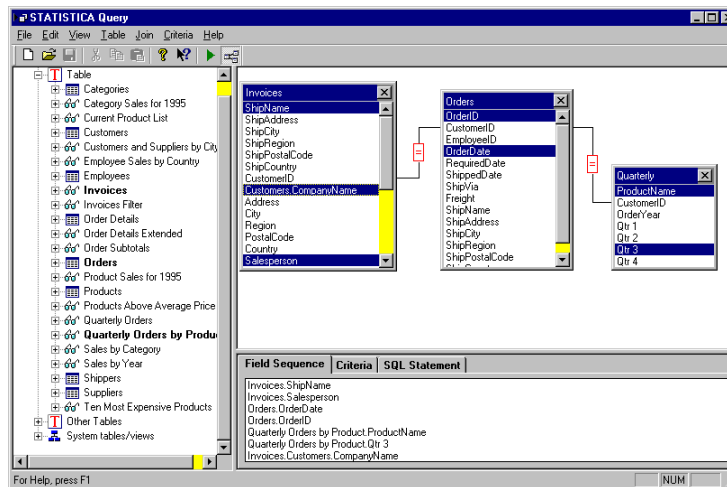 STATISTICA Query
File Edit View Table Join Criteria Help
Table
Categories
Category Sales for 1995
Current Product List
Customers
Customers and Suppliers by City
Employee Sales by Country
Employees
Invoices
Invoices Filter
Order Details
Order Details Extended
Order Subtotals
Orders
Product Sales for 1995
Products
Products Above Average Price
Quarterly Orders
Quarterly Orders by Produ
Sales by Category
Sales by Year
Shippers
Suppliers
Ten Most Expensive Products
Other Tables
System tables/views
Invoices
ShipName
ShipAddress
ShipCity
ShipRegion
ShipPostalCode
ShipCountry
CustomerID
Customers.CompanyName
Address
City
Region
PostalCode
Country
Salesperson
=
Orders
OrderID
CustomerID
EmployeeID
OrderDate
RequiredDate
ShippedDate
ShipVia
Freight
ShipName
ShipAddress
ShipCity
ShipRegion
ShipPostalCode
=
Quarterly
ProductName
CustomerID
OrderYear
Qtr 1
Qtr 2
Qtr 3
Qtr 4
Field Sequence Criteria SQL Statement
Invoices.ShipName
Invoices.Salesperson
Orders.OrderDate
Orders.OrderID
Quarterly Orders by Product.ProductName
Quarterly Orders by Product.Qtr 3
Invoices.Customers.CompanyName
For Help, press F1
NUM